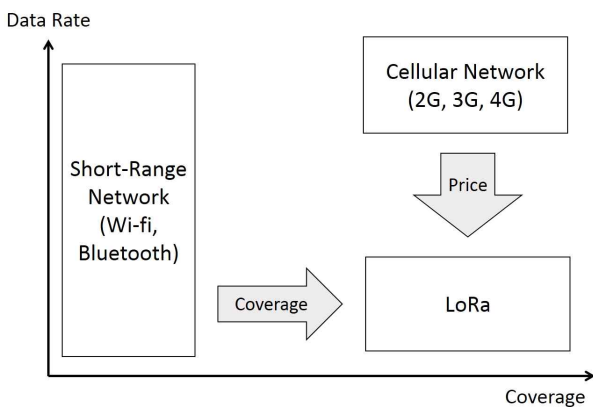 Data Rate
Cellular Network
(2G, 3G, 4G)
Short-Range
Network
(Wi-fi,
Bluetooth)
Price
Coverage
LoRa
Coverage